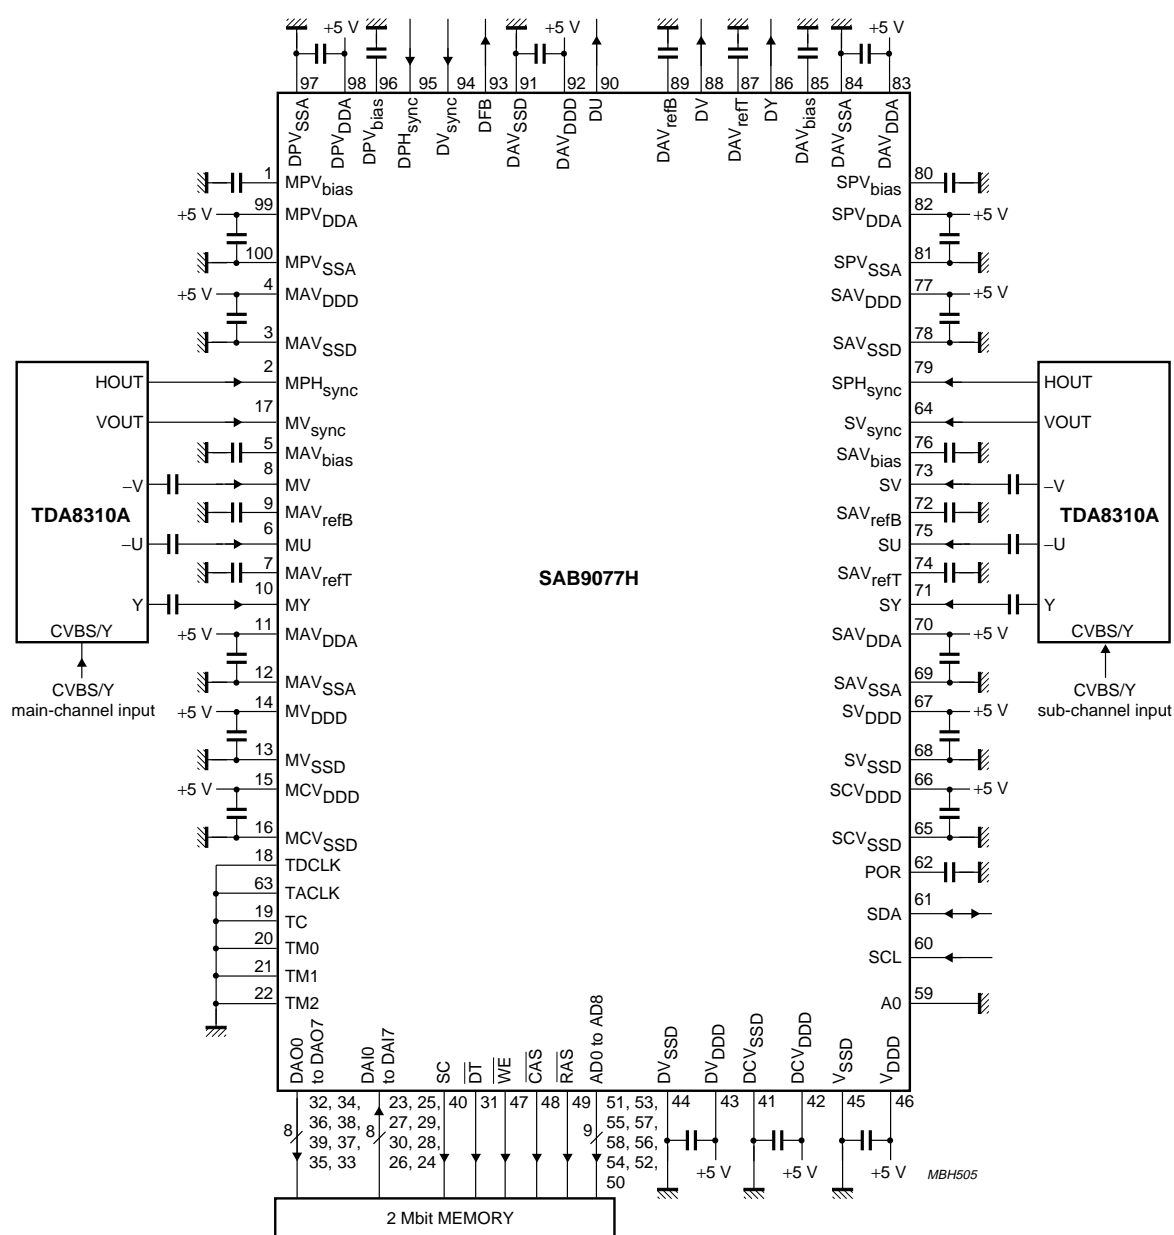 +5 V +5 V +5 V
97 98 96 95 94 93 91 92 90 89 88 87 86 85 84 83
DPVSSA DPVDDA DPVbias DPHsync DVsync DFB DAVSSD DAVDDD DU DAVrefB DV DAVrefT DY DAVbias DAVSSA DAVDDA
1 MPVbias SPVbias 80
+5 V 99 MPVDDA SPVDDA 82 +5 V
100 MPVSSA SPVSSA 81
+5 V 4 MAVDDD SAVDDD 77 +5 V
3 MAVSSD SAVSSD 78
HOUT 2 MPHsync SPHsync 79 HOUT
VOUT 17 MVsync SVsync 64 VOUT
5 MAVbias SAVbias 76
–V 8 MV SV 73 –V
TDA8310A 9 MAVrefB SAVrefB 72 TDA8310A
–U 6 MU SU 75 –U
SAB9077H
7 MAVrefT SAVrefT 74
Y 10 MY SY 71 Y
CVBS/Y +5 V 11 MAVDDA SAVDDA 70 +5 V CVBS/Y
12 MAVSSA SAVSSA 69
CVBS/Y CVBS/Y
main-channel input sub-channel input
+5 V 14 MVDDD SVDDD 67 +5 V
13 MVSSD SVSSD 68
+5 V 15 MCVDDD SCVDDD 66 +5 V
16 MCVSSD SCVSSD 65
18 TDCLK POR 62
63 TACLK
19 TC SDA 61
20 TM0 SCL 60
21 TM1
22 TM2 A0 59
DAO0 to DAO7 DAI0 to DAI7 SC DT WE CAS RAS AD0 to AD8 DVSSD DVDDD DCVSSD DCVDDD VSSD VDDD
32, 34, 23, 25, 40 31 47 48 49 51, 53, 44 43 41 42 45 46
36, 38, 27, 29, 55, 57,
8 39, 37, 8 30, 28, 9 58, 56,
35, 33 26, 24 54, 52,
50
+5 V +5 V +5 V
MBH505
2 Mbit MEMORY